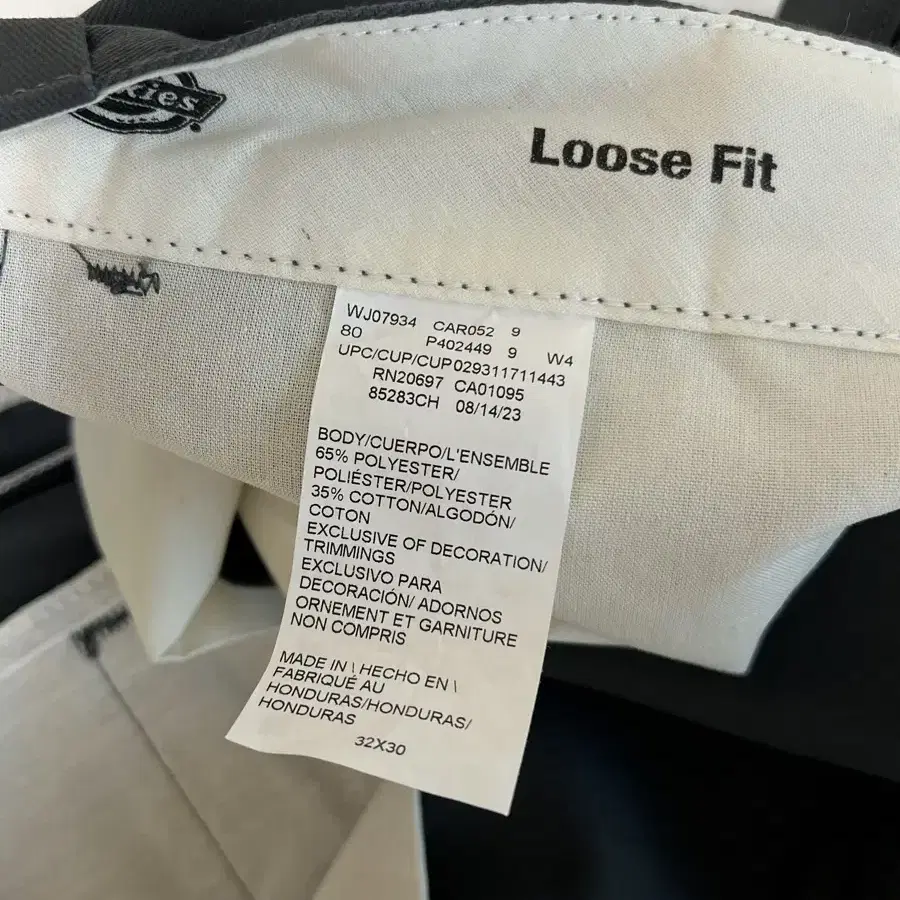 kies
Loose Fit
WJ07934 CAR052 9
80 P402449 9 W4
UPC/CUP/CUP029311711443
RN20697 CA01095
85283CH 08/14/23
BODY/CUERPO/L'ENSEMBLE
65% POLYESTER/
POLIÉSTER/POLYESTER
35% COTTON/ALGODÓN/
COTON
EXCLUSIVE OF DECORATION/
TRIMMINGS
EXCLUSIVO PARA
DECORACIÓN/ ADORNOS
ORNEMENT ET GARNITURE
NON COMPRIS
MADE IN \ HECHO EN \
FABRIQUÉ AU
HONDURAS/HONDURAS/
HONDURAS
32X30